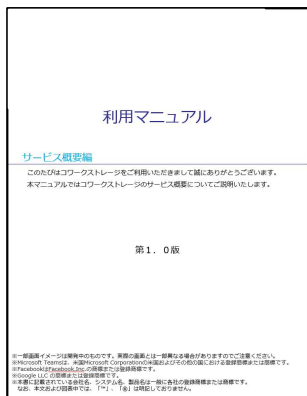 利用マニュアル
サービス概要編
このたびはコワークストレージをご利用いただきまして誠にありがとうございます。
本マニュアルではコワークストレージのサービス概要についてご説明いたします。
第1．0版
※一部画面イメージは開発中のものです。実際の画面とは一部異なる場合がありますのでご注意ください。
※Microsoft Teamsは、米国Microsoft Corporationの米国およびその他の国における登録商標または商標です。
※FacebookはFacebook,Inc.の商標または登録商標です。
※Google LLC の商標または登録商標です。
※本書に記載されている会社名、システム名、製品名は一般に各社の登録商標または商標です。
なお、本文および図表中では、「™」、「®」は明記しておりません。